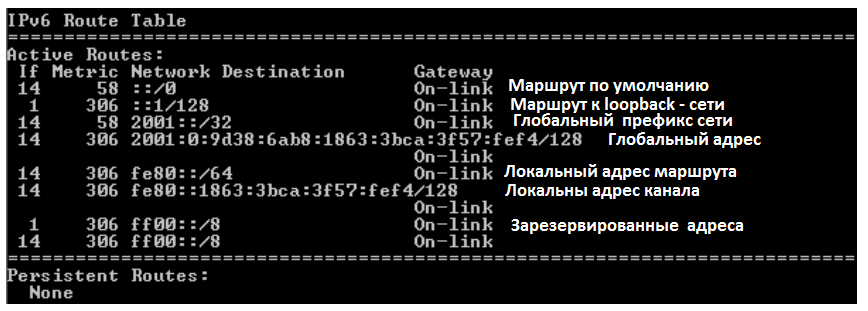 IPv6 Route Table
===========================================================================
Active Routes:
If Metric Network Destination Gateway
14 58 ::/0 On-link Маршрут по умолчанию
1 306 ::1/128 On-link Маршрут к loopback - сети
14 58 2001::/32 On-link Глобальный префикс сети
14 306 2001:0:9d38:6ab8:1863:3bca:3f57:fef4/128 Глобальный адрес
On-link
14 306 fe80::/64 On-link Локальный адрес маршрута
14 306 fe80::1863:3bca:3f57:fef4/128 Локальны адрес канала
On-link
1 306 ff00::/8 On-link Зарезервированные адреса
14 306 ff00::/8 On-link
===========================================================================
Persistent Routes:
None